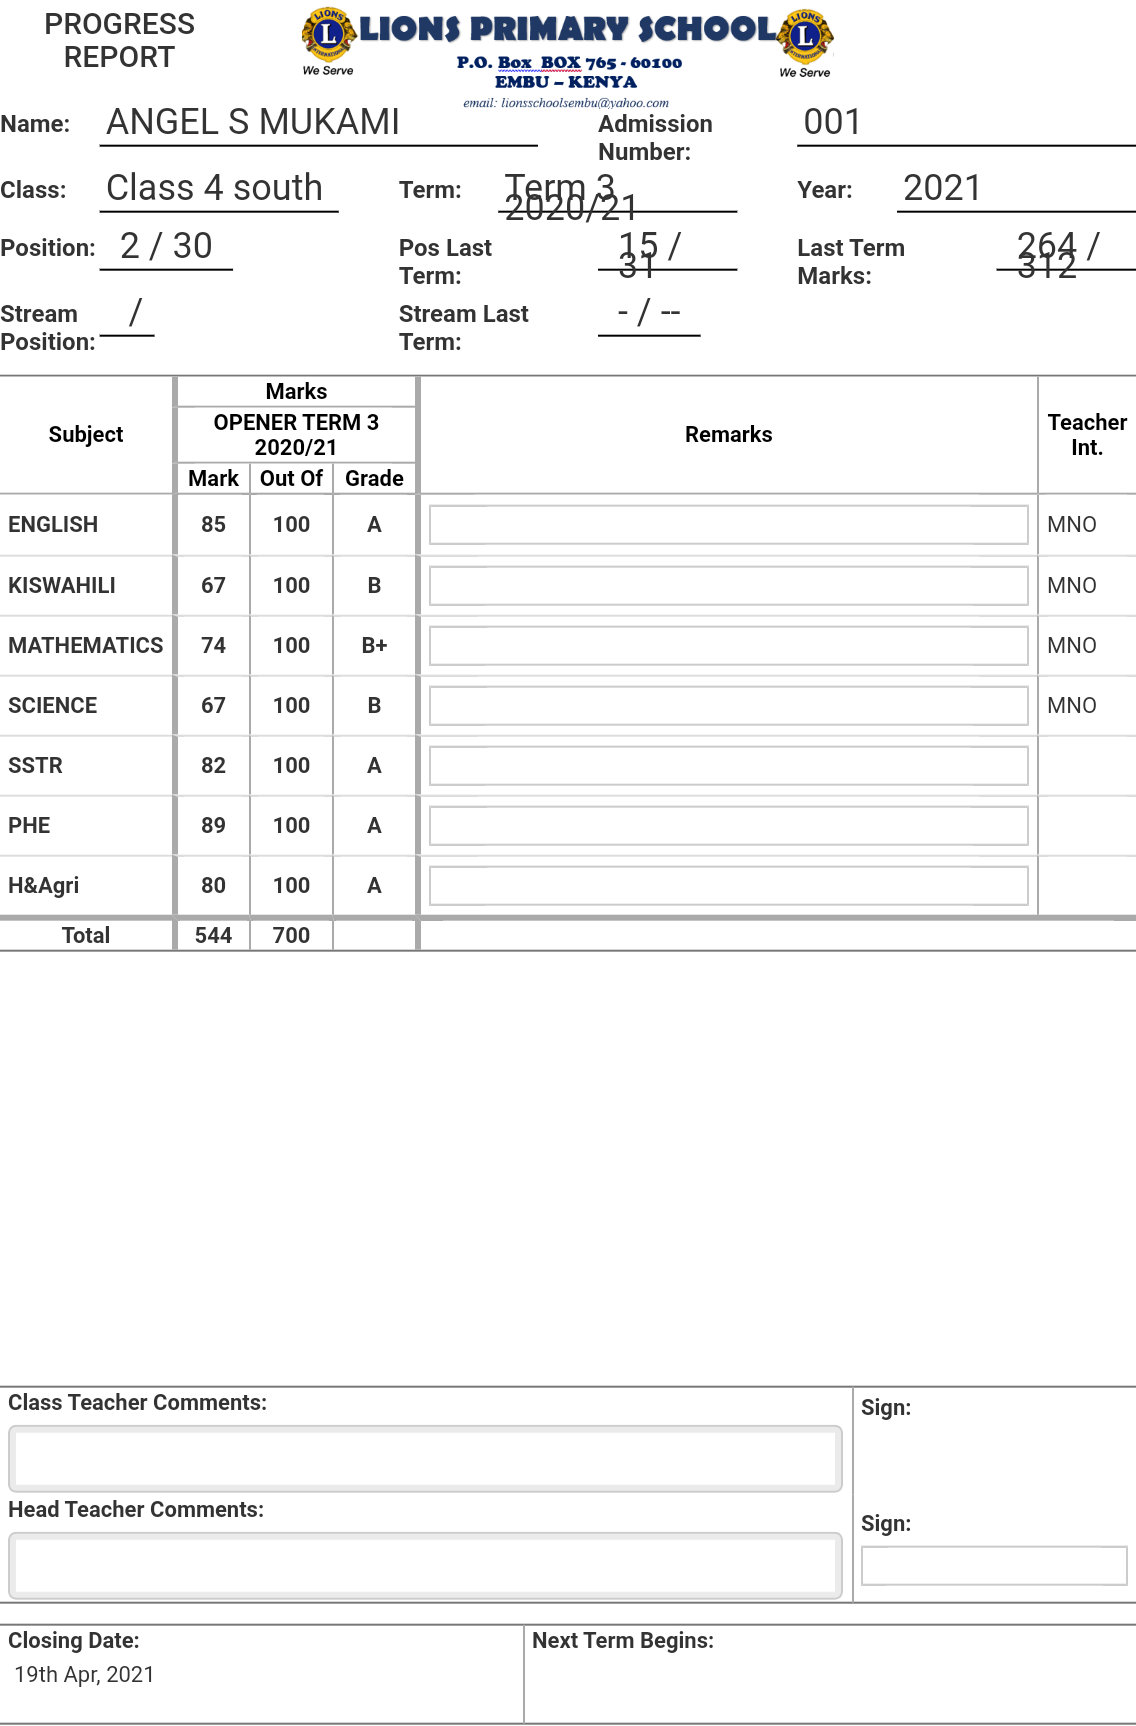 PROGRESS
REPORT
LIONS PRIMARY SCHOOL
We Serve
We Serve
P.O. Box BOX 765 - 60100
EMBU – KENYA
email: lionsschoolsembu@yahoo.com
Name: ANGEL S MUKAMI Admission Number: 001
Class: Class 4 south Term: Term 3 2020/21 Year: 2021
Position: 2 / 30 Pos Last Term: 15 / 31 Last Term Marks: 264 / 312
Stream Position: / Stream Last Term: - / --
Subject Marks Remarks Teacher Int.
OPENER TERM 3 2020/21
Mark Out Of Grade
ENGLISH 85 100 A MNO
KISWAHILI 67 100 B MNO
MATHEMATICS 74 100 B+ MNO
SCIENCE 67 100 B MNO
SSTR 82 100 A
PHE 89 100 A
H&Agri 80 100 A
Total 544 700
Class Teacher Comments: Sign:
Head Teacher Comments: Sign:
Closing Date: Next Term Begins:
19th Apr, 2021